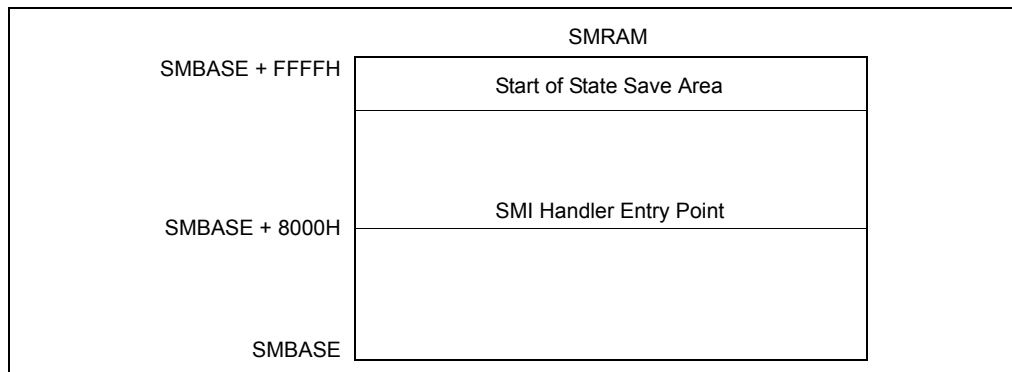 SMRAM
SMBASE + FFFFH
Start of State Save Area
SMI Handler Entry Point
SMBASE + 8000H
SMBASE